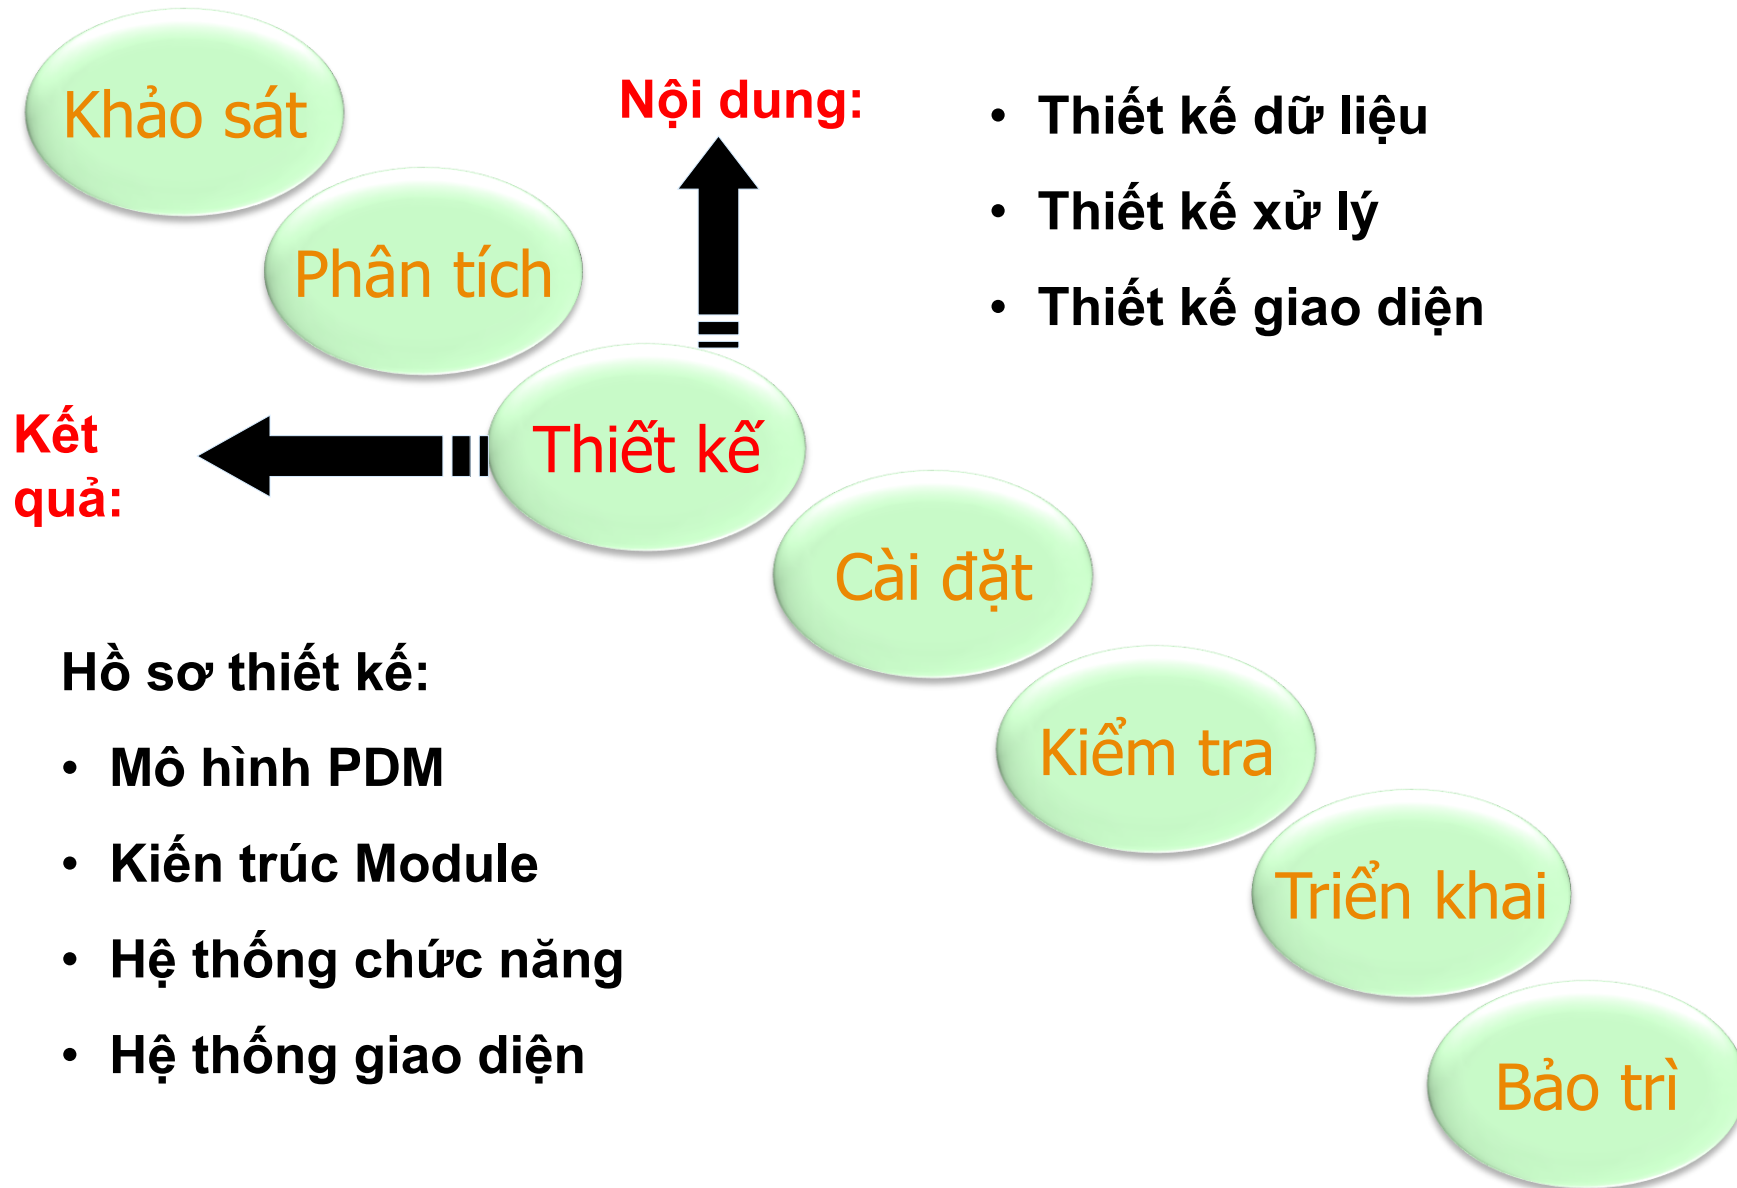 Khảo sát
Nội dung:
• Thiết kế dữ liệu
• Thiết kế xử lý
• Thiết kế giao diện
Phân tích
Thiết kế
Kết
quả:
Cài đặt
Hồ sơ thiết kế:
• Mô hình PDM
• Kiến trúc Module
• Hệ thống chức năng
• Hệ thống giao diện
Kiểm tra
Triển khai
Bảo trì